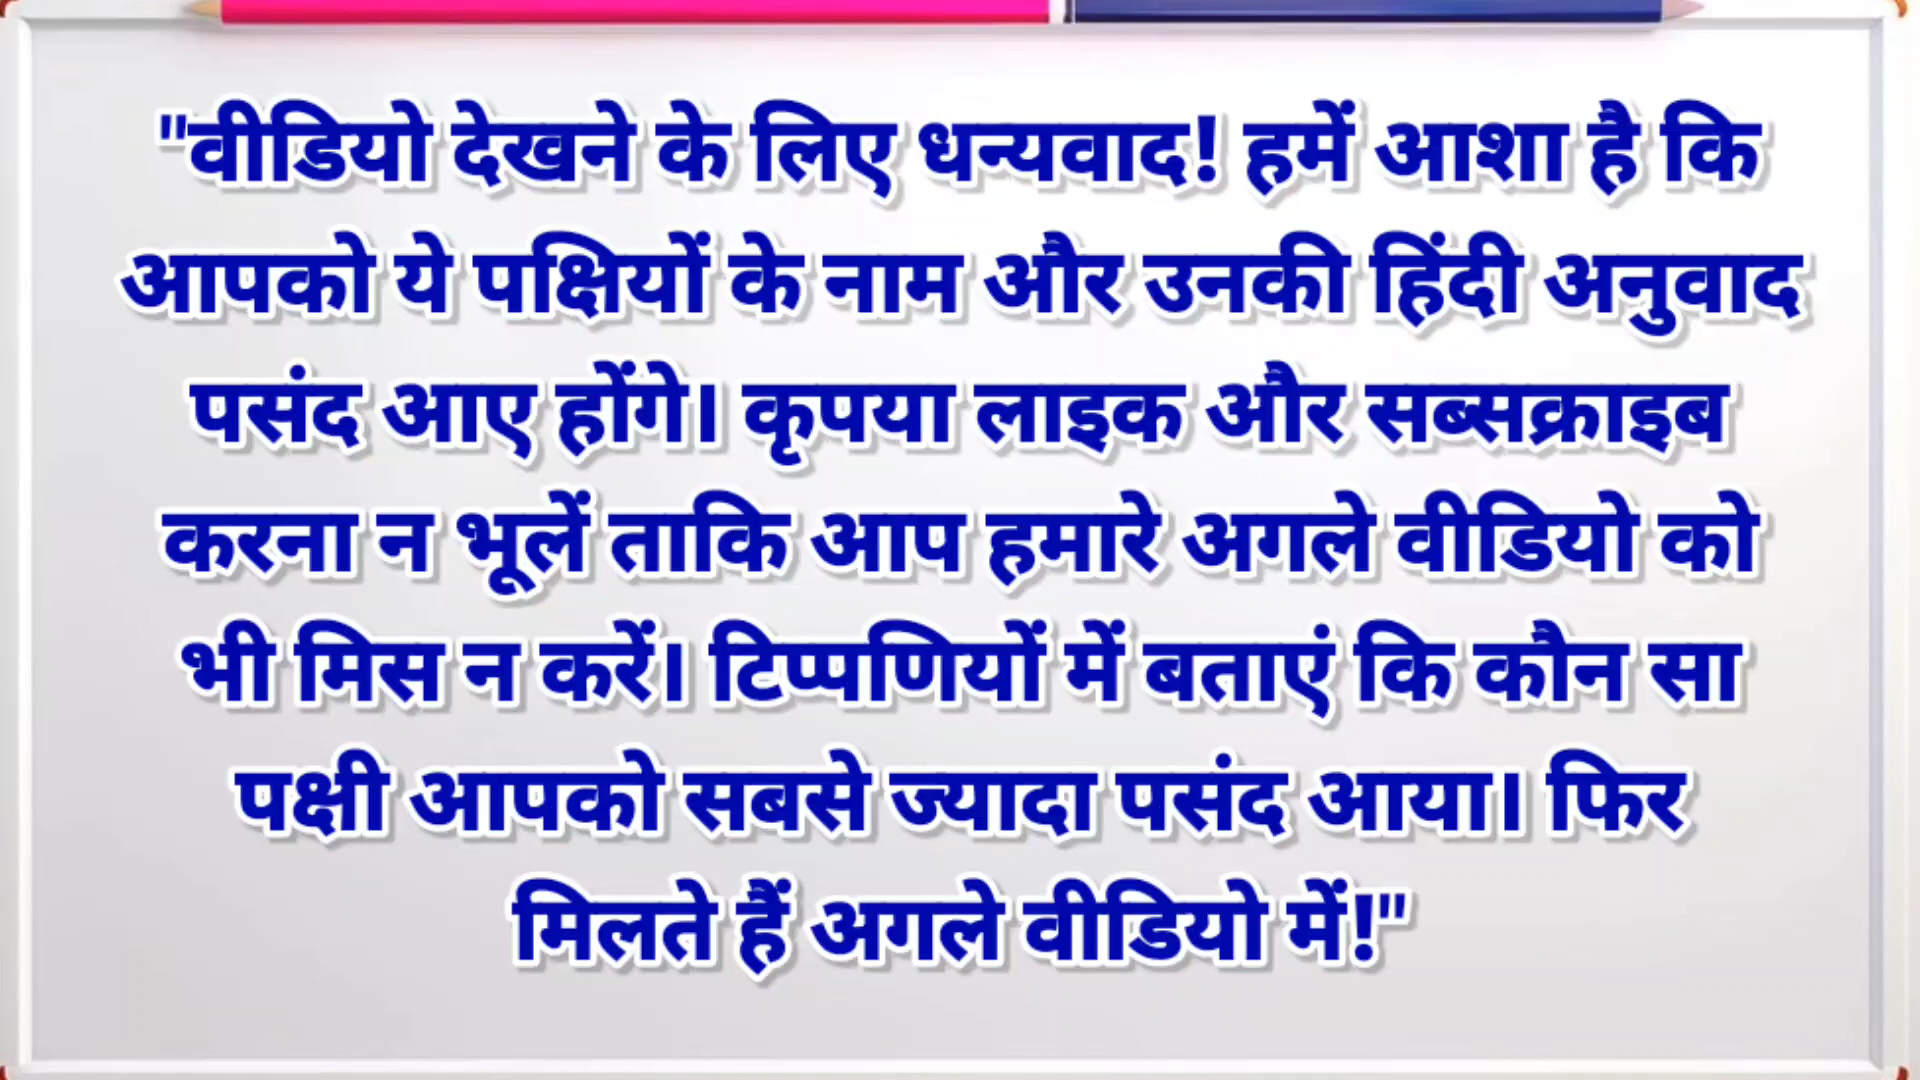 "वीडियो देखने के लिए धन्यवाद! हमें आशा है कि
आपको ये पक्षियों के नाम और उनकी हिंदी अनुवाद
पसंद आए होंगे। कृपया लाइक और सब्सक्राइब
करना न भूलें ताकि आप हमारे अगले वीडियो को
भी मिस न करें। टिप्पणियों में बताएं कि कौन सा
पक्षी आपको सबसे ज्यादा पसंद आया। फिर
मिलते हैं अगले वीडियो में!"